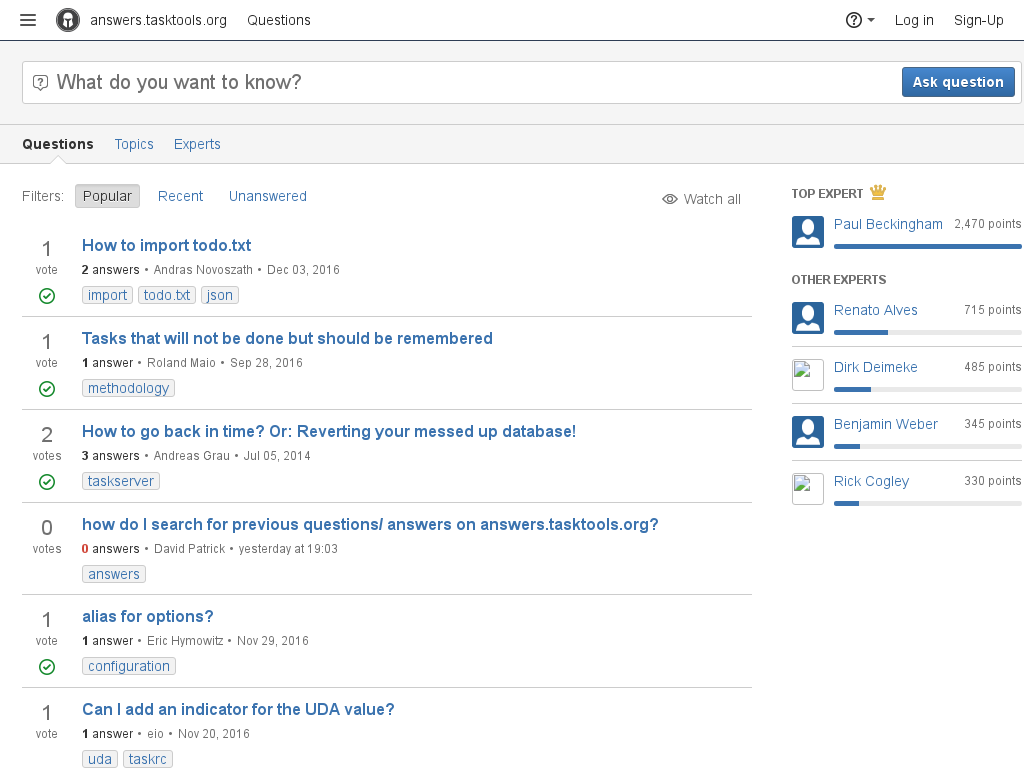 answers.tasktools.org Questions Log in Sign-Up
What do you want to know? Ask question
Questions Topics Experts
Filters: Popular Recent Unanswered Watch all
1 vote
How to import todo.txt
2 answers • Andras Novoszath • Dec 03, 2016
import todo.txt json
1 vote
Tasks that will not be done but should be remembered
1 answer • Roland Maio • Sep 28, 2016
methodology
2 votes
How to go back in time? Or: Reverting your messed up database!
3 answers • Andreas Grau • Jul 05, 2014
taskserver
0 votes
how do I search for previous questions/ answers on answers.tasktools.org?
0 answers • David Patrick • yesterday at 19:03
answers
1 vote
alias for options?
1 answer • Eric Hymowitz • Nov 29, 2016
configuration
1 vote
Can I add an indicator for the UDA value?
1 answer • eio • Nov 20, 2016
uda taskrc
TOP EXPERT
Paul Beckingham 2,470 points
OTHER EXPERTS
Renato Alves 715 points
Dirk Deimeke 485 points
Benjamin Weber 345 points
Rick Cogley 330 points